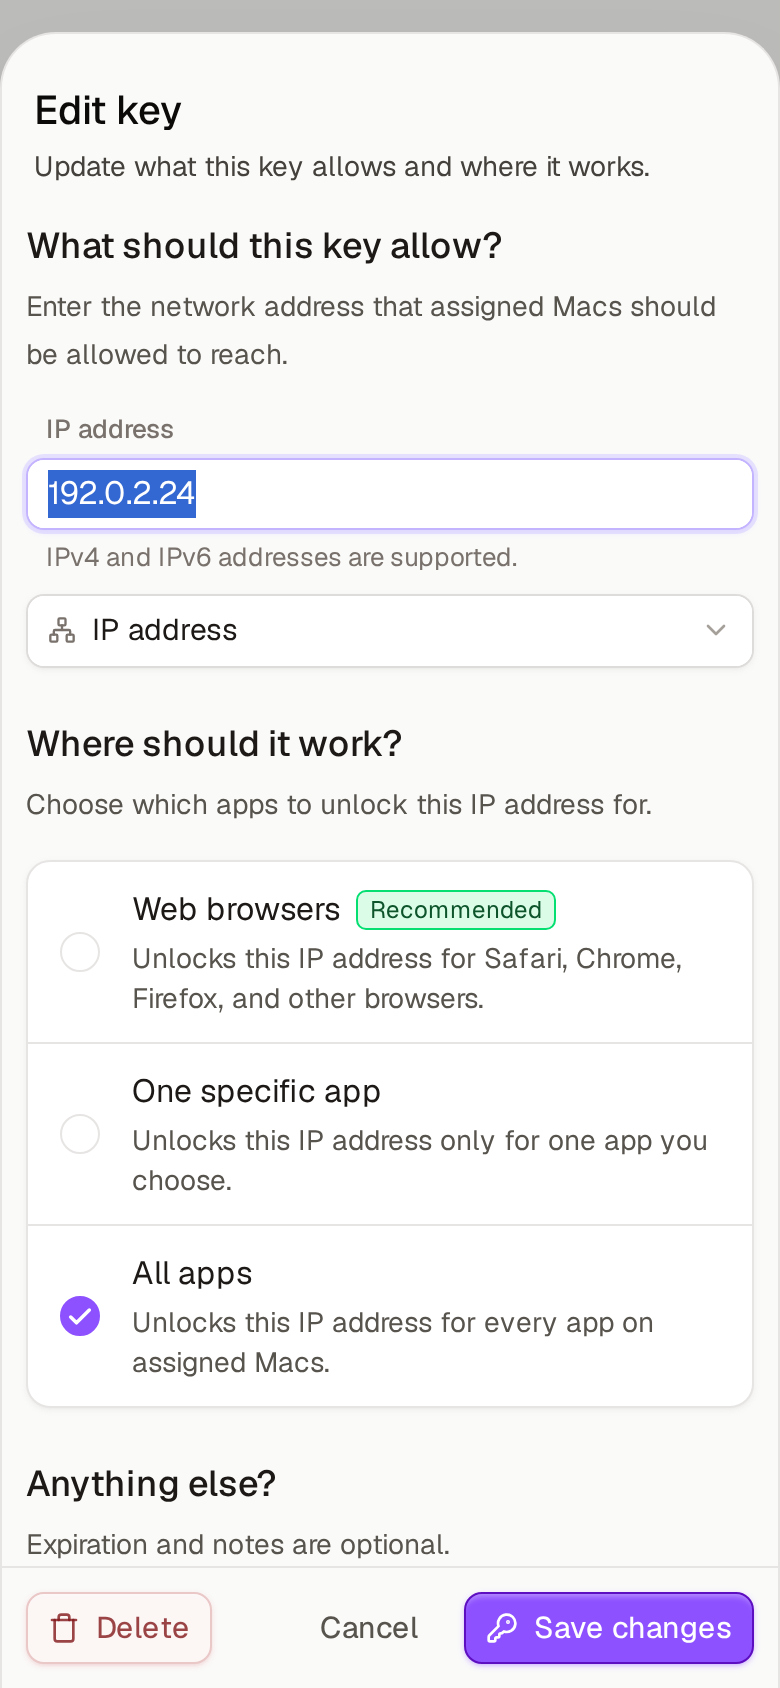 Edit key
Update what this key allows and where it works.
What should this key allow?
Enter the network address that assigned Macs should
be allowed to reach.
IP address
192.0.2.24
IPv4 and IPv6 addresses are supported.
IP address
Where should it work?
Choose which apps to unlock this IP address for.
Web browsers Recommended
Unlocks this IP address for Safari, Chrome,
Firefox, and other browsers.
One specific app
Unlocks this IP address only for one app you
choose.
All apps
Unlocks this IP address for every app on
assigned Macs.
Anything else?
Expiration and notes are optional.
Delete Cancel Save changes